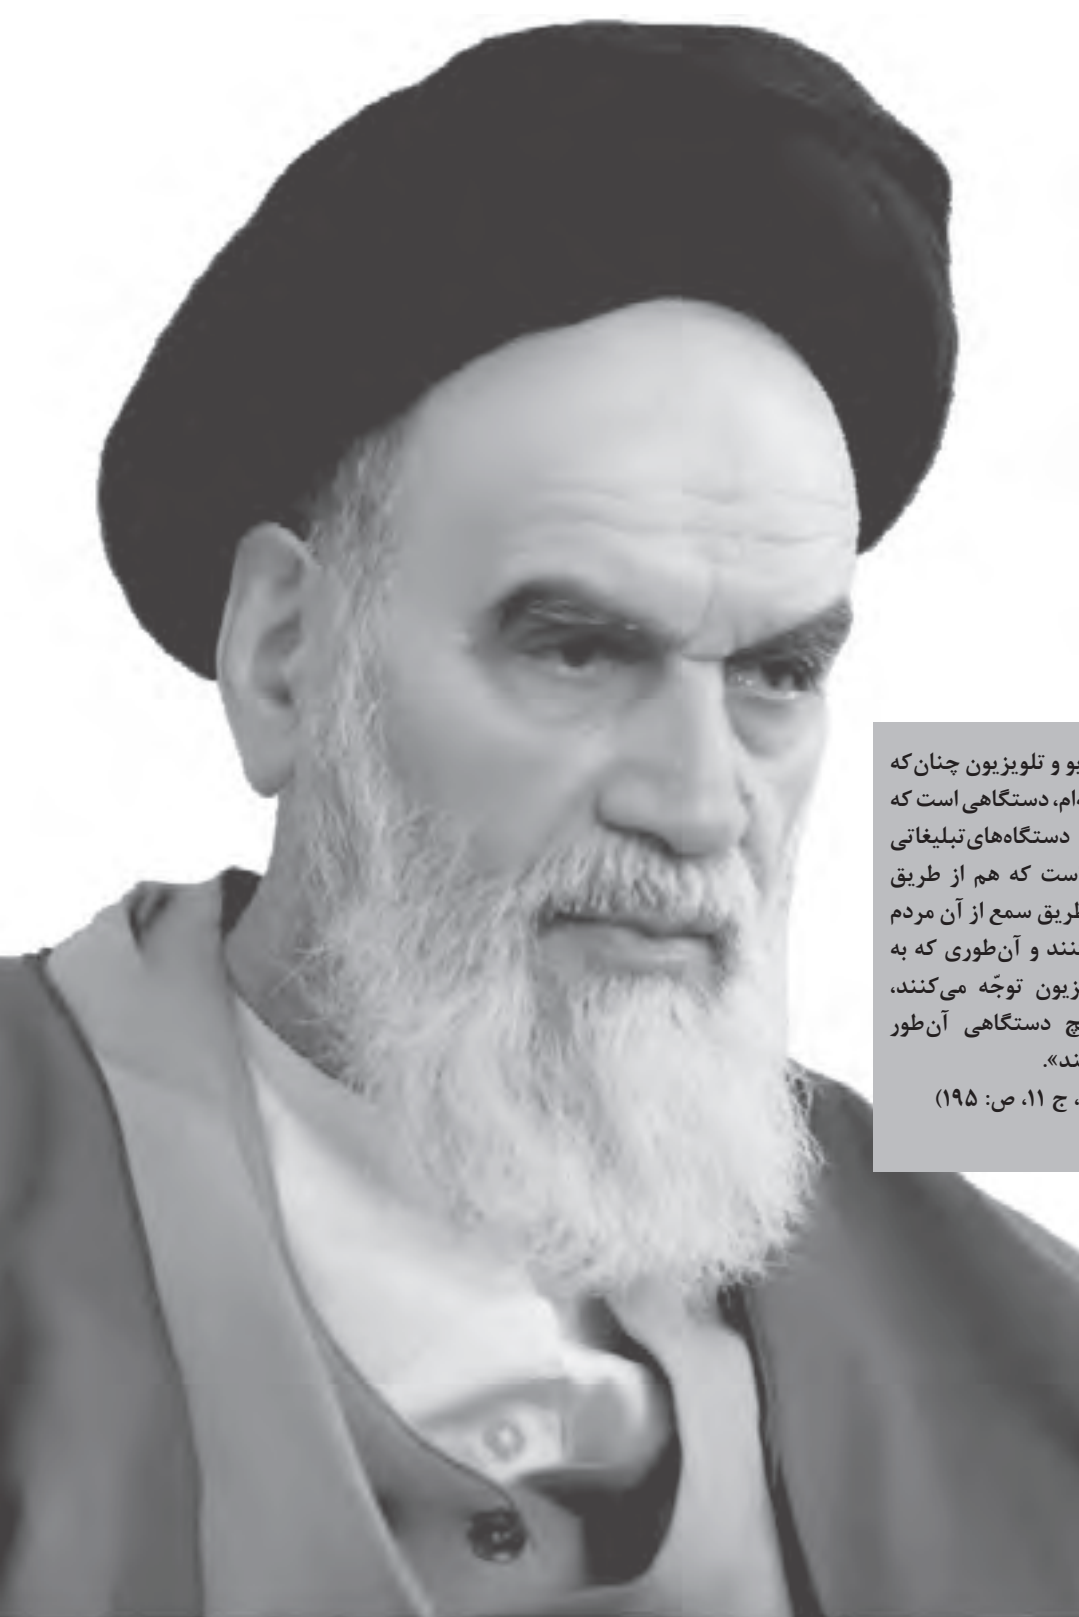 و تلویزیون چنان‌که
دستگاهی است که
دستگاه‌های تبلیغاتی
که هم از طریق
طریق سمع از آن مردم
و آن‌طوری که به
توجّه می‌کنند،
دستگاهی آن‌طور
».
، ج ۱۱، ص: ۱۹۵)